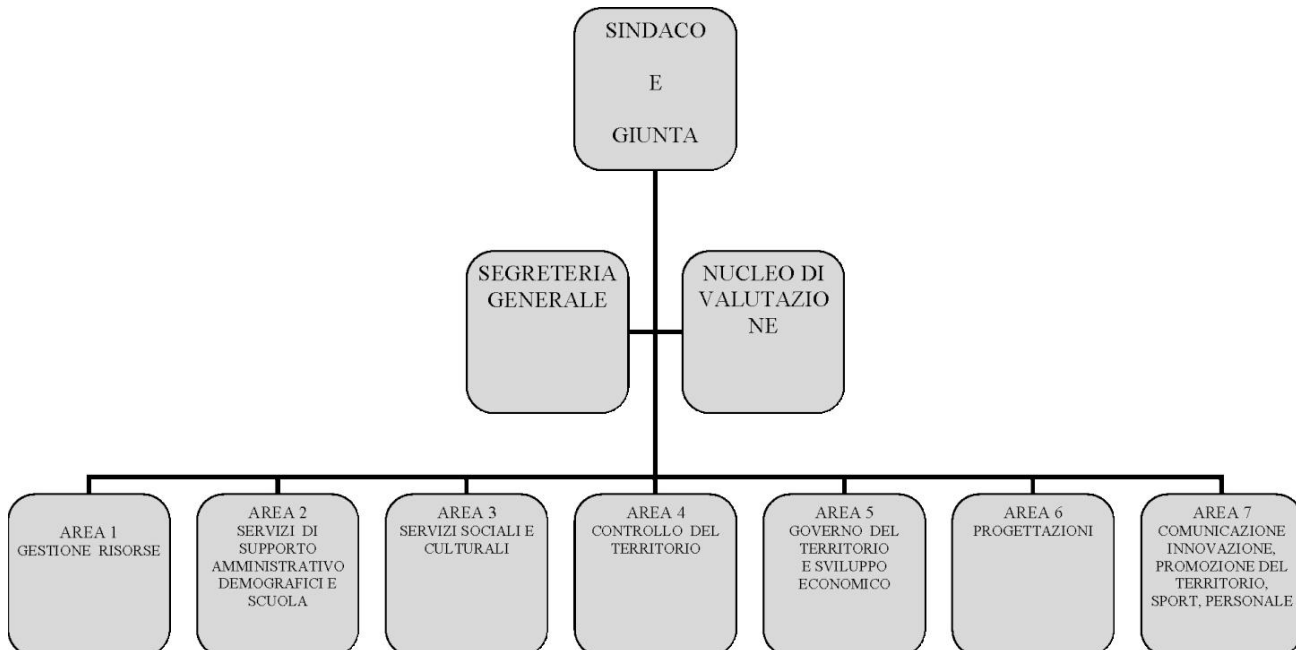 SINDACO
E
GIUNTA
SEGRETERIA
GENERALE
NUCLEO DI
VALUTAZIO
NE
AREA 1
GESTIONE RISORSE
AREA 2
SERVIZI DI
SUPPORTO
AMMINISTRATIVO
DEMOGRAFICI E
SCUOLA
AREA 3
SERVIZI SOCIALI E
CULTURALI
AREA 4
CONTROLLO DEL
TERRITORIO
AREA 5
GOVERNO DEL
TERRITORIO
E SVILUPPO
ECONOMICO
AREA 6
PROGETTAZIONI
AREA 7
COMUNICAZIONE
INNOVAZIONE,
PROMOZIONE DEL
TERRITORIO,
SPORT, PERSONALE